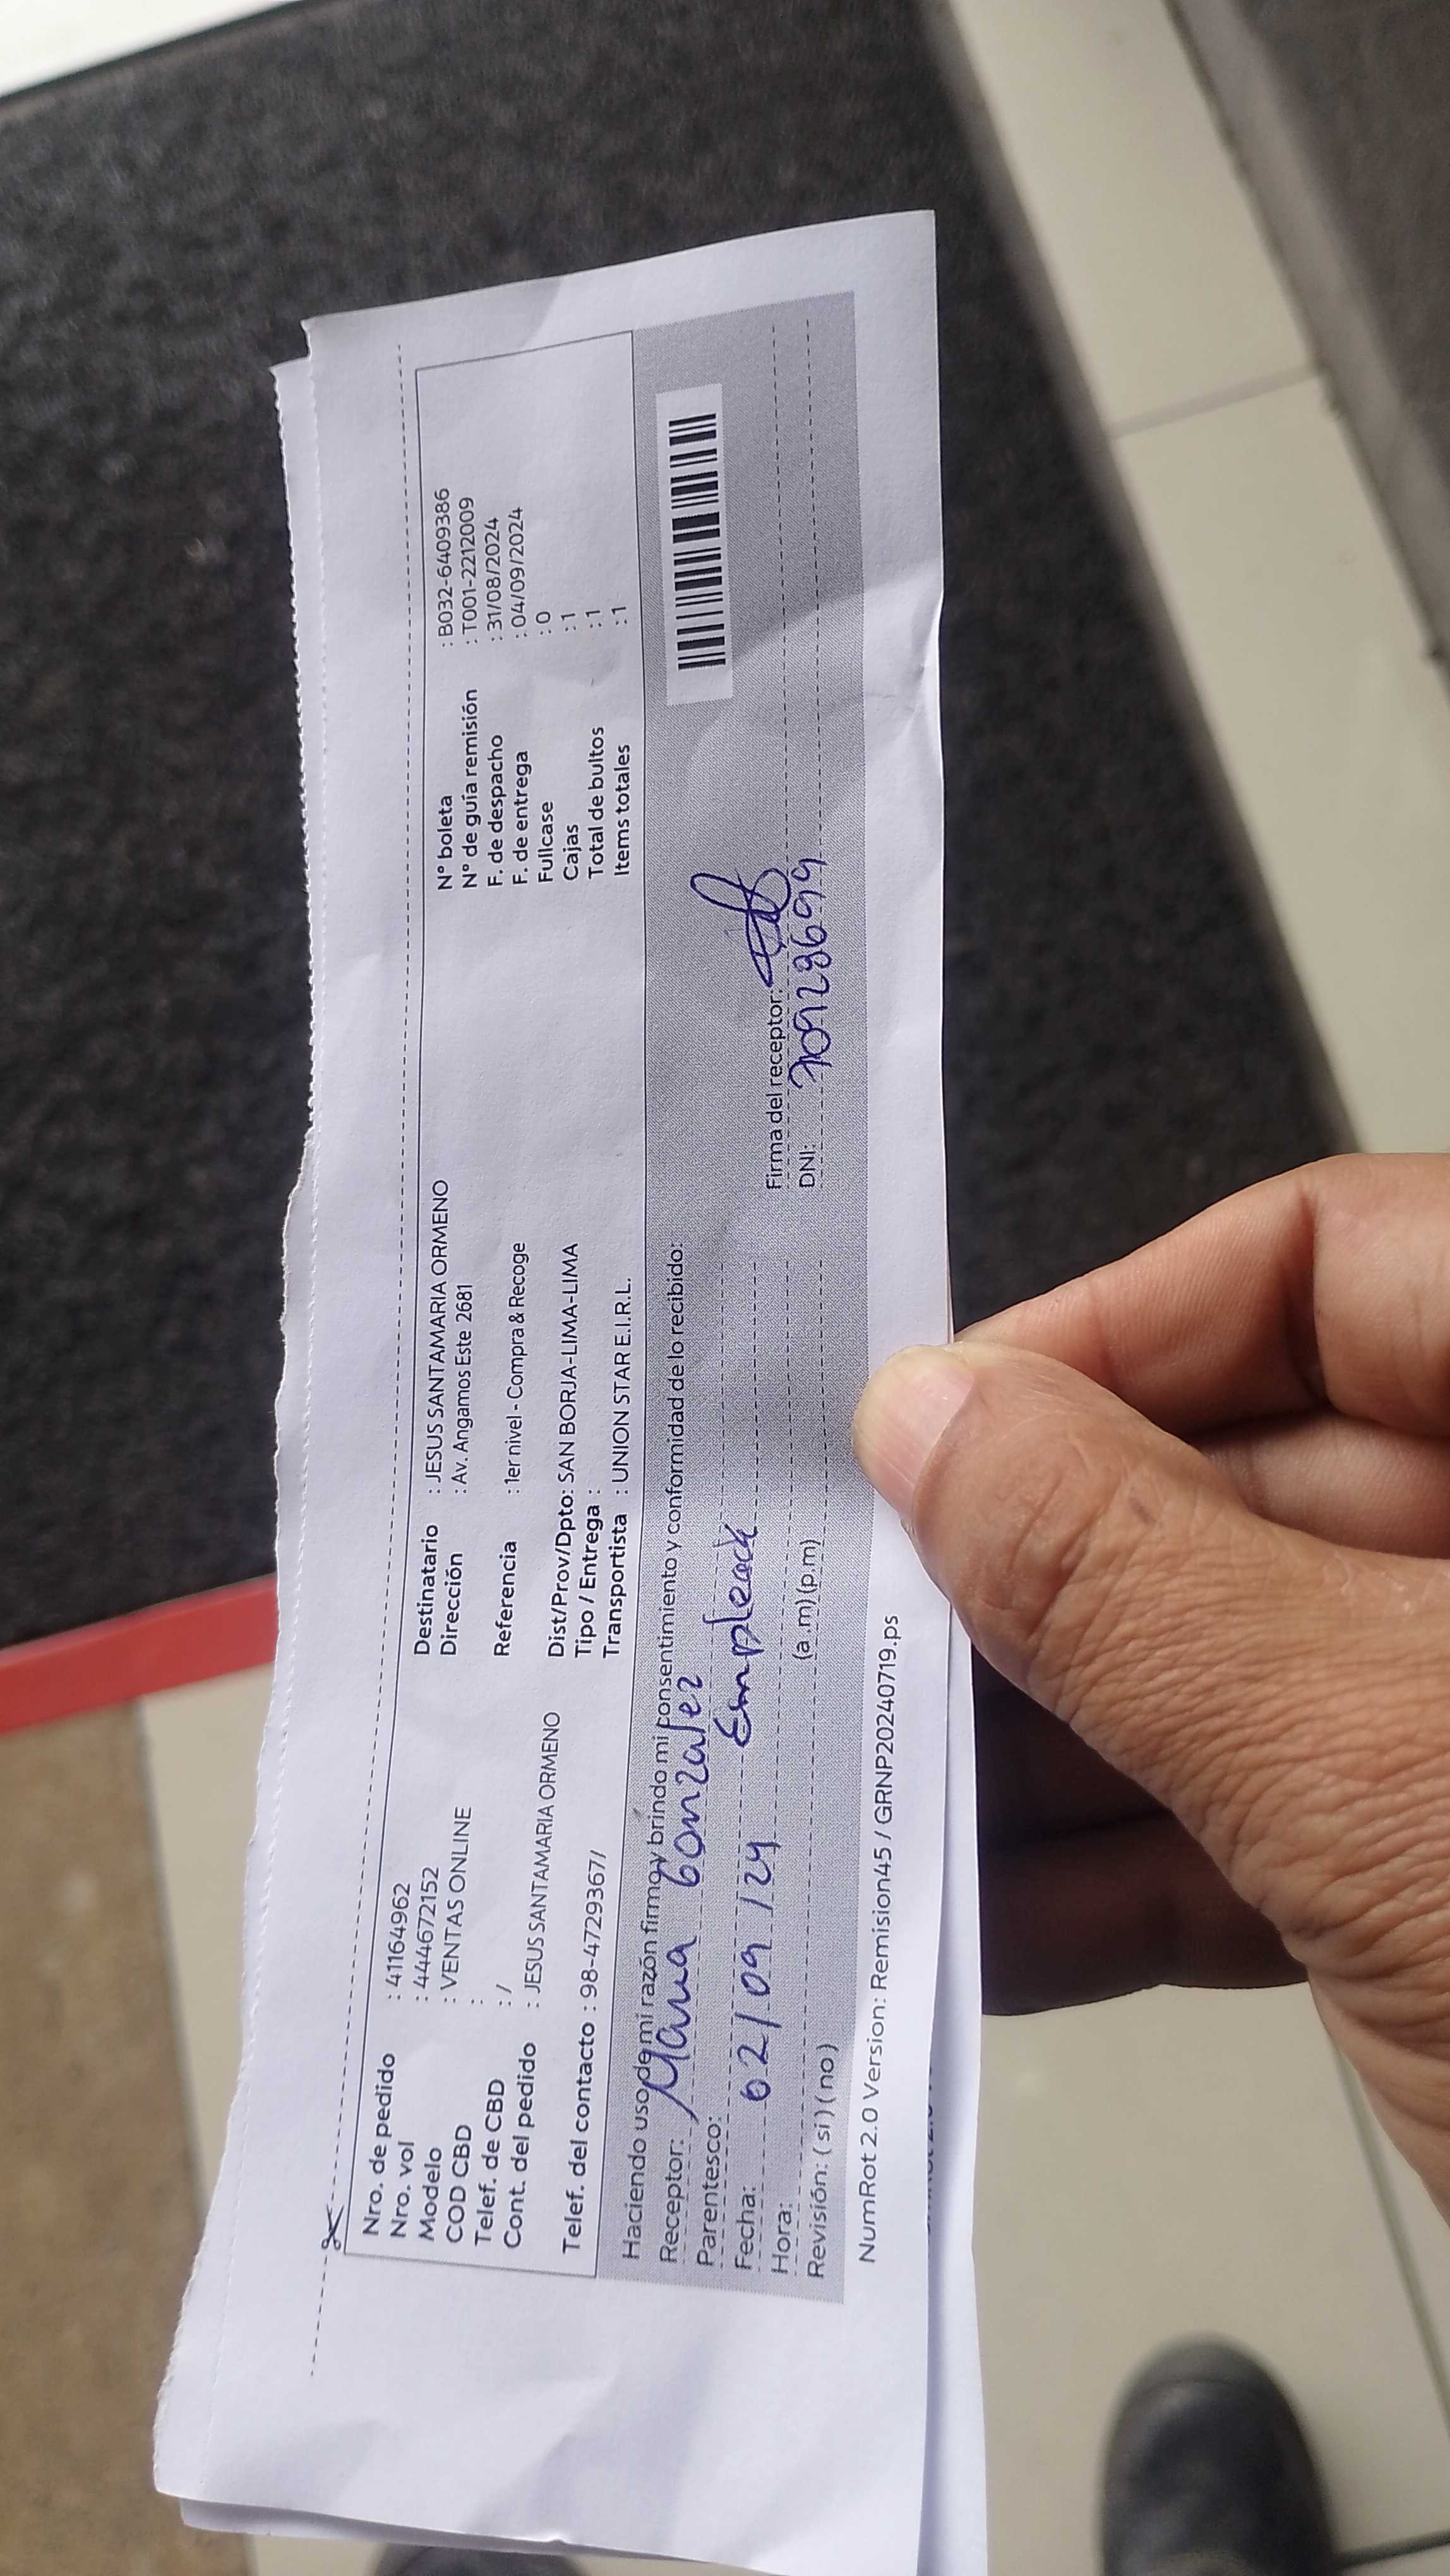 Nro. de pedido : 41164962
Nro. vol : 444672152
Modelo : VENTAS ONLINE
COD CBD :
Telef. de CBD : /
Cont. del pedido : JESUS SANTAMARIA ORMENO
Telef. del contacto : 98-4729367/
Destinatario : JESUS SANTAMARIA ORMENO
Dirección : Av. Angamos Este 2681
Referencia : 1er nivel - Compra & Recoge
Dist/Prov/Dpto: SAN BORJA-LIMA-LIMA
Tipo / Entrega :
Transportista : UNION STAR E.I.R.L.
N° boleta : B032-6409386
N° de guía remisión : T001-2212009
F. de despacho : 31/08/2024
F. de entrega : 04/09/2024
Fullcase : 0
Cajas : 1
Total de bultos : 1
Items totales : 1
Haciendo uso de mi razón firmo y brindo mi consentimiento y conformidad de lo recibido:
Receptor: Maria Gonzalez
Parentesco: Empleada
Fecha: 02/09/24
Hora: (a.m)(p.m)
Revisión: (si)(no)
Firma del receptor:
DNI: 70928699
NumRot 2.0 Version: Remision45 / GRNP20240719.ps